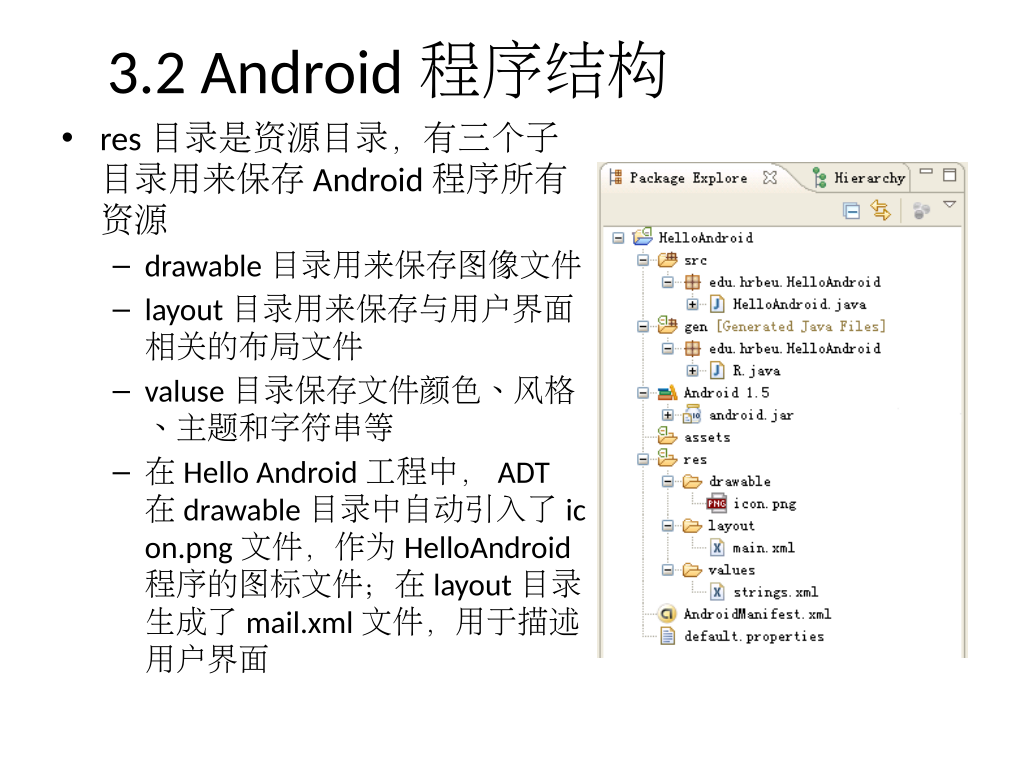 3.2 Android 程序结构
• res 目录是资源目录，有三个子
目录用来保存 Android 程序所有
资源
– drawable 目录用来保存图像文件
– layout 目录用来保存与用户界面
相关的布局文件
– valuse 目录保存文件颜色、风格
、主题和字符串等
– 在 Hello Android 工程中， ADT
在 drawable 目录中自动引入了 ic
on.png 文件，作为 HelloAndroid
程序的图标文件；在 layout 目录
生成了 mail.xml 文件，用于描述
用户界面
Package Explore Hierarchy
HelloAndroid
src
edu.hrbeu.HelloAndroid
HelloAndroid.java
gen [Generated Java Files]
edu.hrbeu.HelloAndroid
R.java
Android 1.5
android.jar
assets
res
drawable
icon.png
layout
main.xml
values
strings.xml
AndroidManifest.xml
default.properties